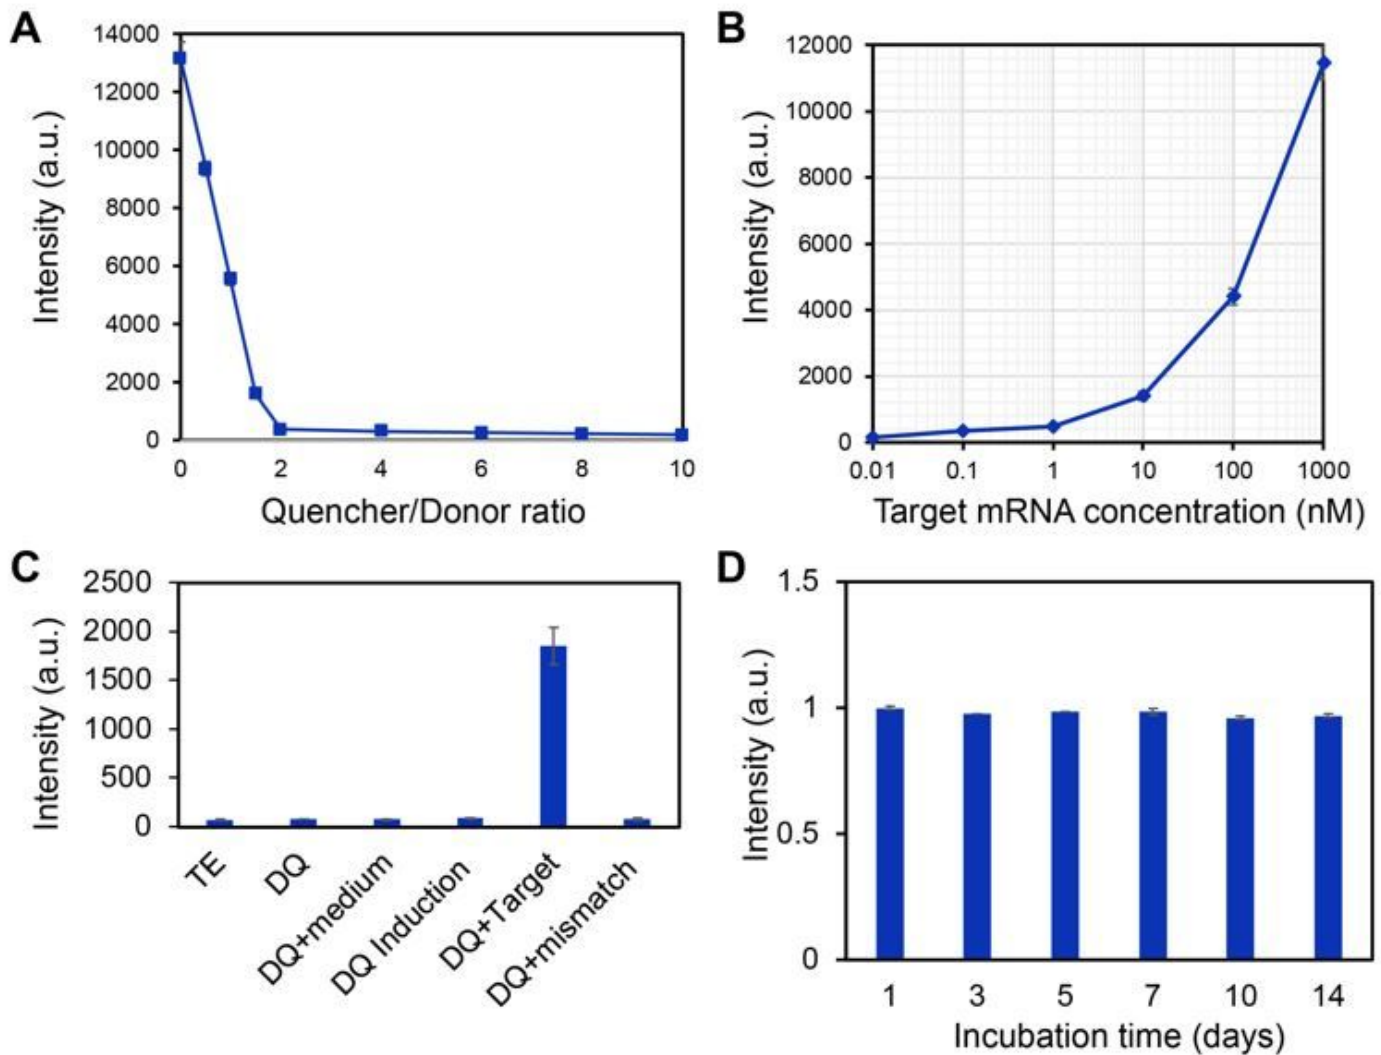 A
14000
12000
10000
8000
6000
4000
2000
0
Intensity (a.u.)
0 2 4 6 8 10
Quencher/Donor ratio
B
12000
10000
8000
6000
4000
2000
0
Intensity (a.u.)
0.01 0.1 1 10 100 1000
Target mRNA concentration (nM)
C
2500
2000
1500
1000
500
0
Intensity (a.u.)
TE
DQ
DQ+medium
DQ Induction
DQ+Target
DQ+mismatch
D
1.5
1
0.5
0
Intensity (a.u.)
1 3 5 7 10 14
Incubation time (days)